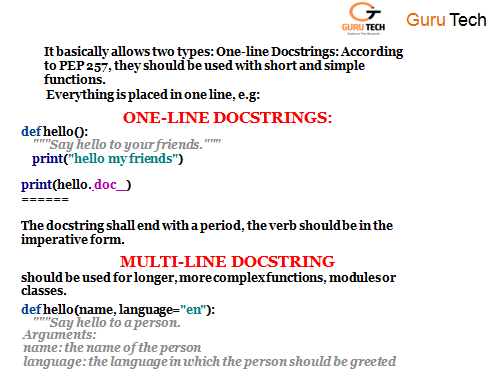 GURU TECH
Explore The Beyond
Guru Tech
It basically allows two types: One-line Docstrings: According
to PEP 257, they should be used with short and simple
functions.
Everything is placed in one line, e.g:
ONE-LINE DOCSTRINGS:
def hello():
"""Say hello to your friends."""
print("hello my friends")
print(hello._doc_)
======
The docstring shall end with a period, the verb should be in the
imperative form.
MULTI-LINE DOCSTRING
should be used for longer, more complex functions, modules or
classes.
def hello(name, language="en"):
"""Say hello to a person.
Arguments:
name: the name of the person
language: the language in which the person should be greeted